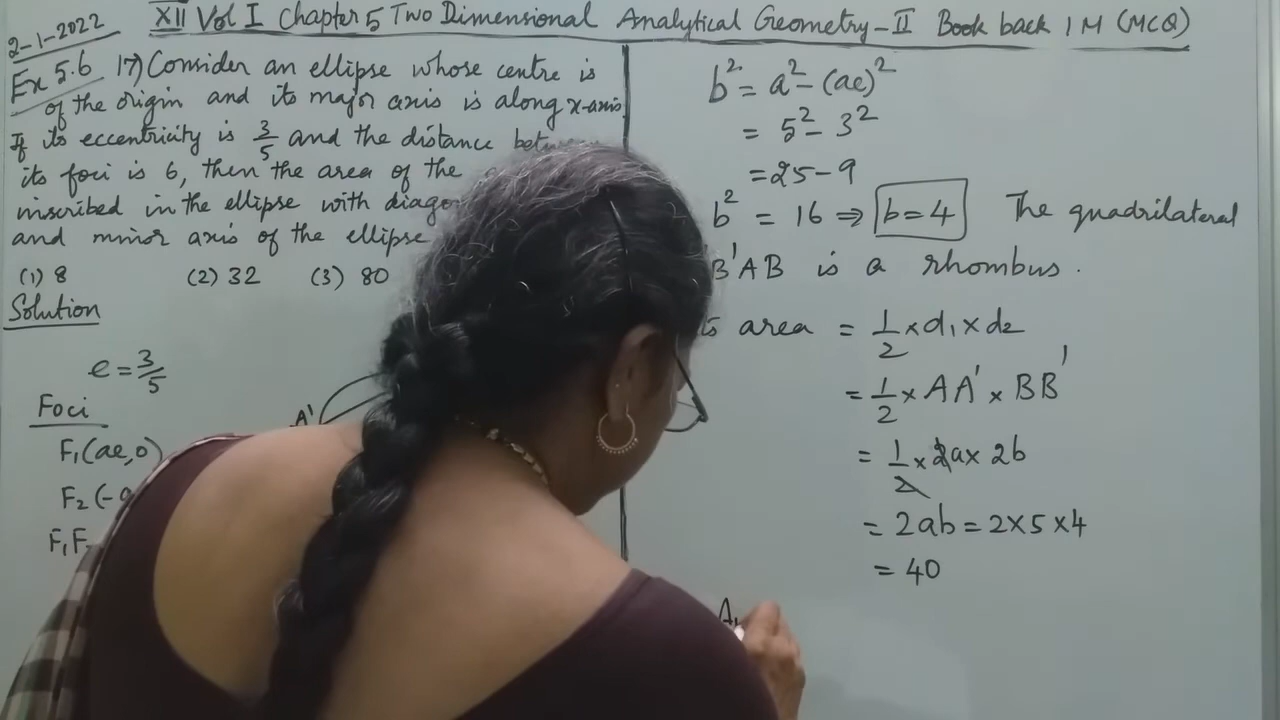 2-1-2022
XII Vol I Chapter 5 Two Dimensional Analytical Geometry-II Book back 1M (MCQ)
Ex 5.6 17) Consider an ellipse whose centre is
of the origin and its major axis is along x-axis.
If its eccentricity is 3/5 and the distance
its foci is 6, then the area of the
inscribed in the ellipse with
and minor axis of the ellipse
(1) 8 (2) 32 (3) 80
Solution
e = 3/5
Foci
F₁(ae, 0)
F₂(-
F₁F
A'
b² = a² - (ae)²
= 5² - 3²
= 25 - 9
b² = 16 ⇒ b = 4 The quadrilateral
B'AB is a rhombus.
area = 1/2 × d₁ × d₂
= 1/2 × AA' × BB'
= 1/2 × 2a × 2b
= 2ab = 2×5×4
= 40